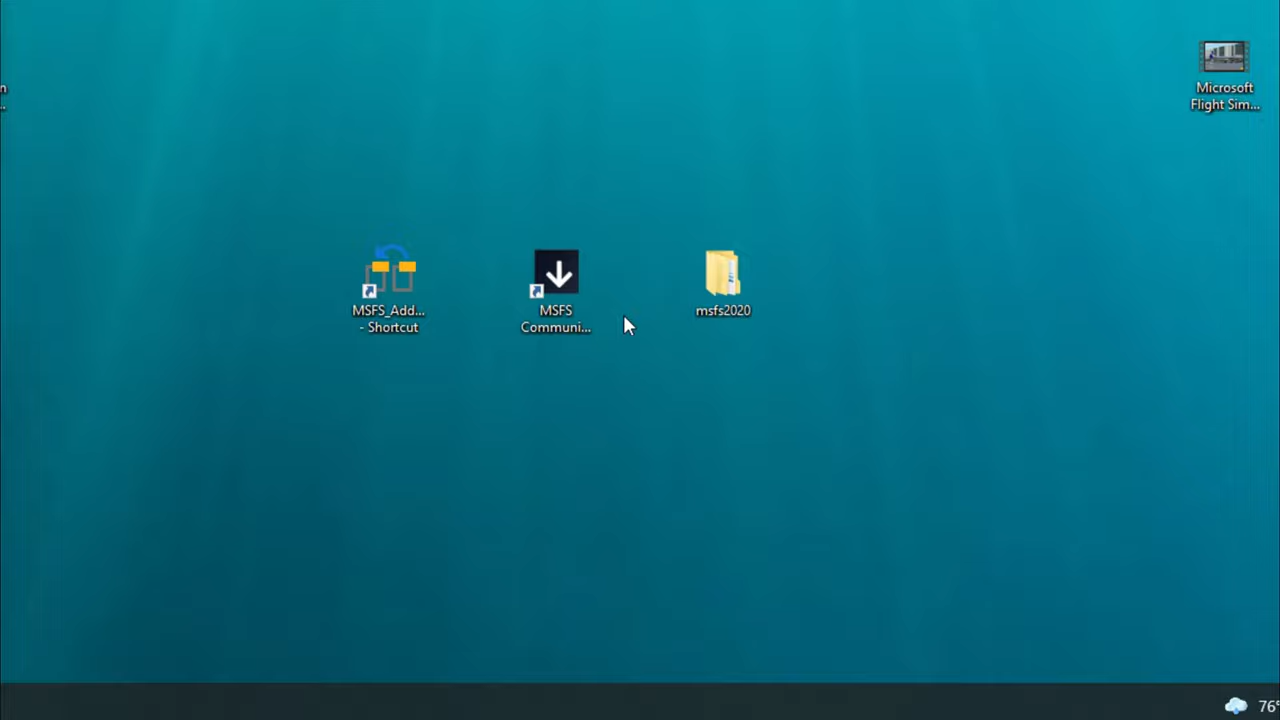 Microsoft
Flight Sim...
MSFS_Add...
- Shortcut
MSFS
Communi...
msfs2020
76°